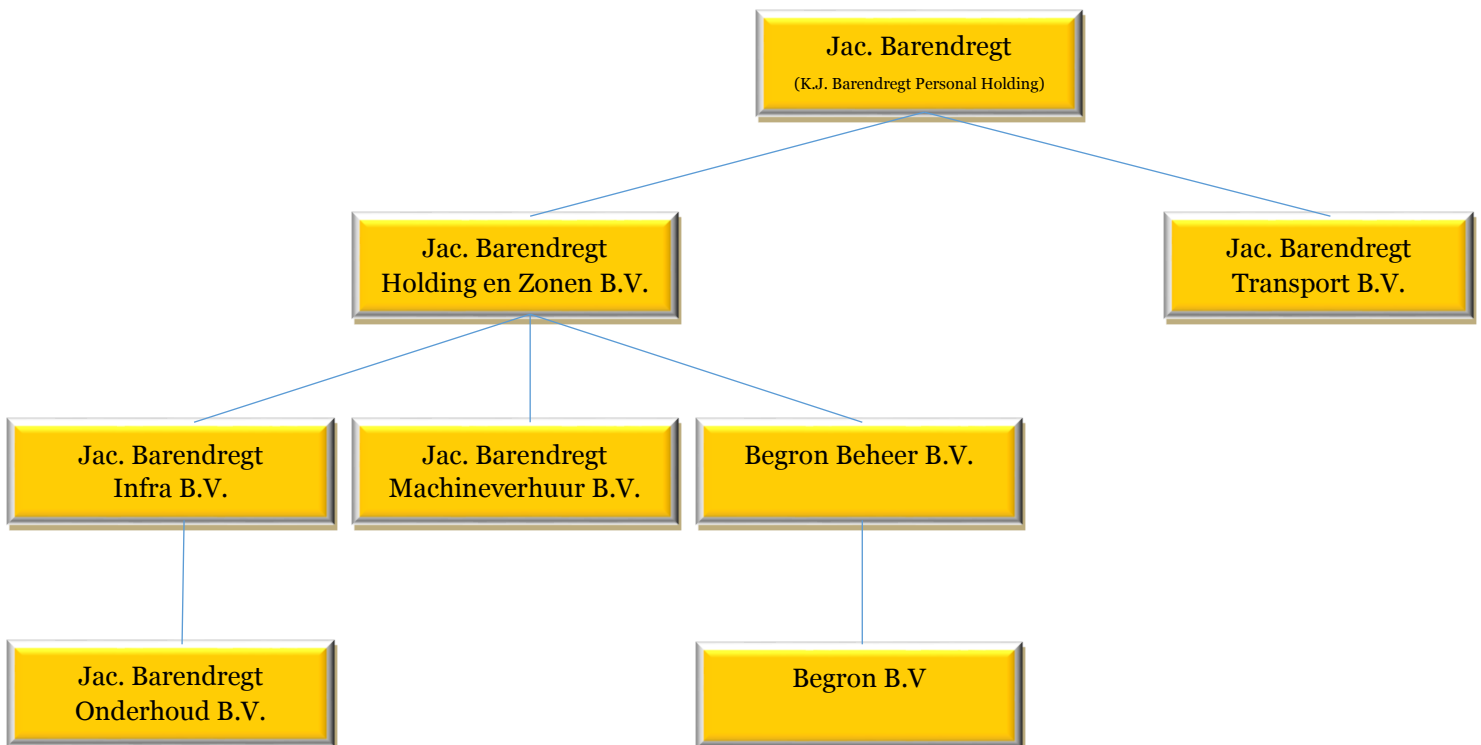 Jac. Barendregt
(K.J. Barendregt Personal Holding)
Jac. Barendregt
Holding en Zonen B.V.
Jac. Barendregt
Transport B.V.
Jac. Barendregt
Infra B.V.
Jac. Barendregt
Machineverhuur B.V.
Begron Beheer B.V.
Jac. Barendregt
Onderhoud B.V.
Begron B.V